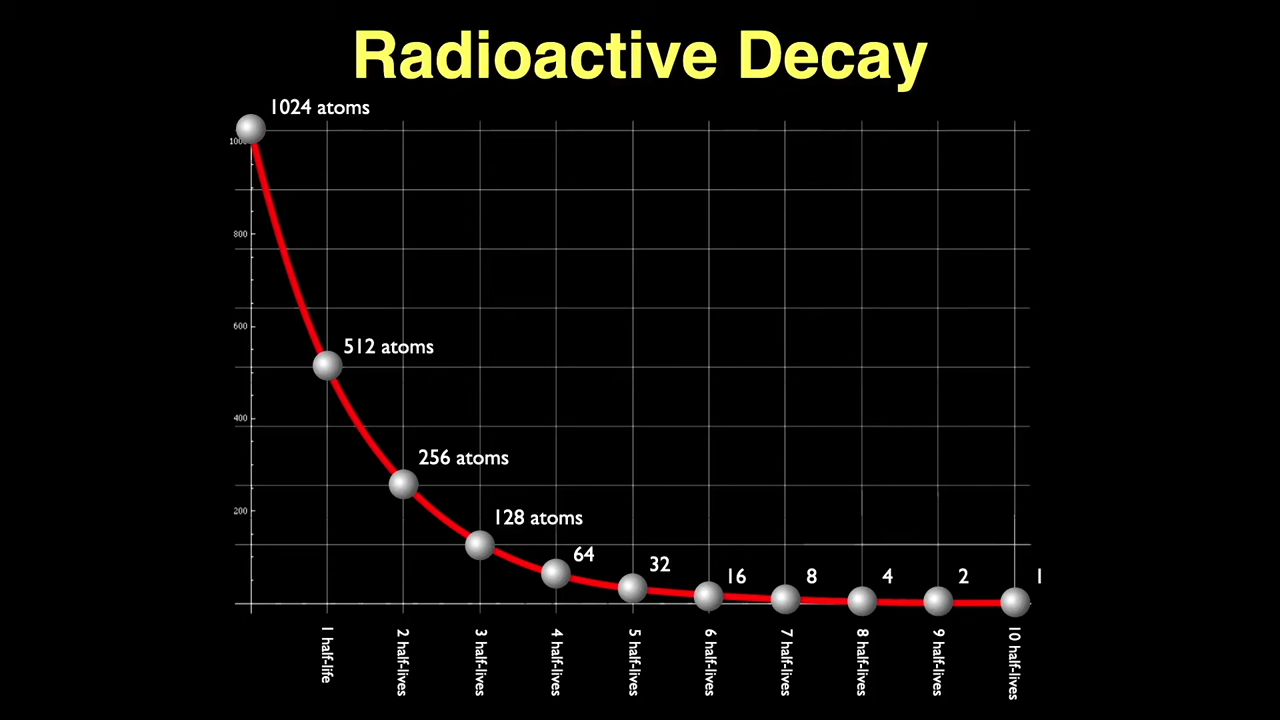 Radioactive Decay
1024 atoms
1000
800
600
400
200
512 atoms
256 atoms
128 atoms
64
32
16
8
4
2
1
1 half-life
2 half-lives
3 half-lives
4 half-lives
5 half-lives
6 half-lives
7 half-lives
8 half-lives
9 half-lives
10 half-lives